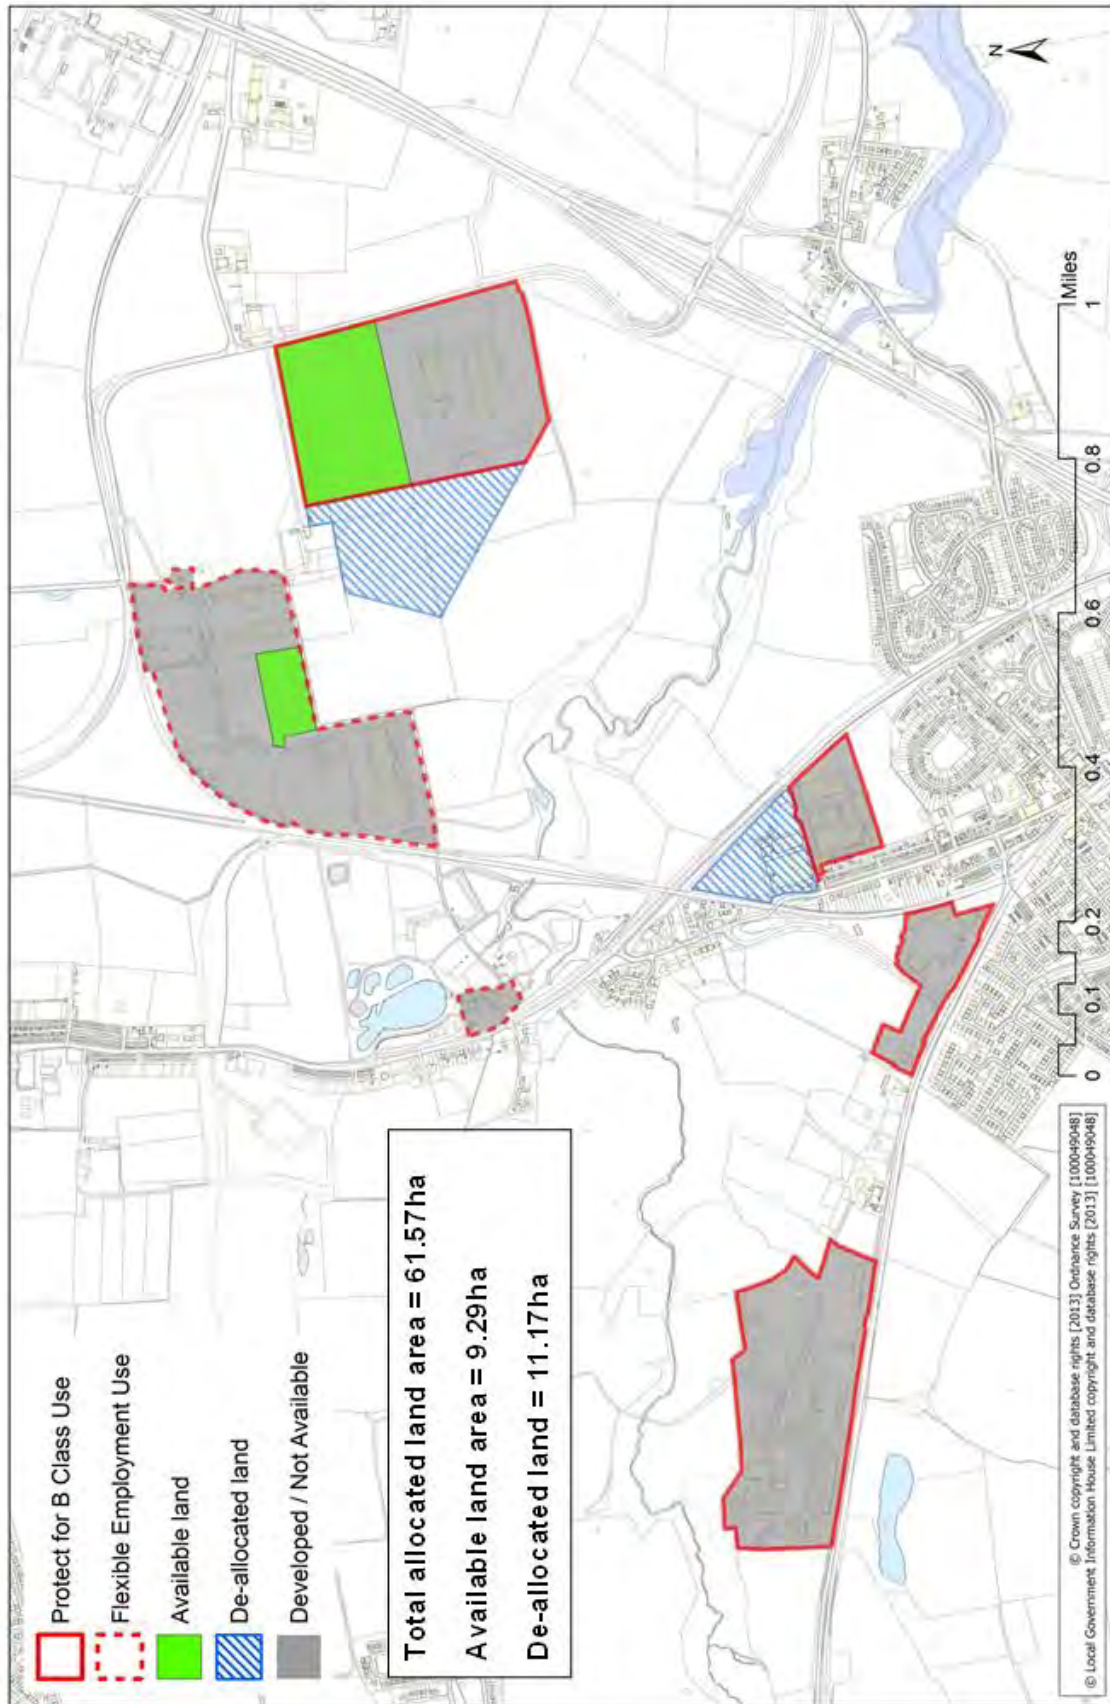 Protect for B Class Use
Flexible Employment Use
Available land
De-allocated land
Developed / Not Available
Total allocated land area = 61.57ha
Available land area = 9.29ha
De-allocated land = 11.17ha
N
0 0.1 0.2 0.4 0.6 0.8 1
Miles
© Crown copyright and database rights [2013] Ordnance Survey [100049048]
© Local Government Information House Limited copyright and database rights [2013] [100049048]